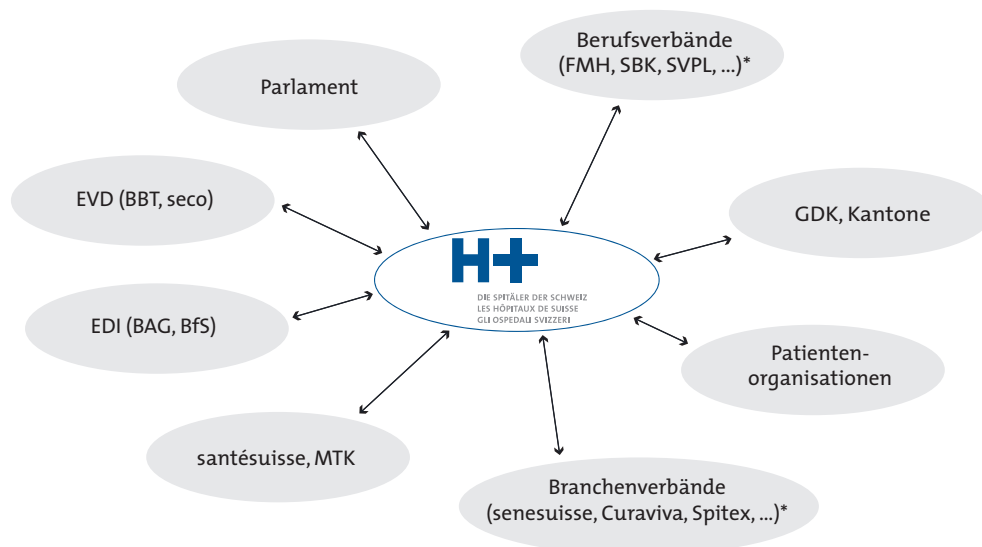 Berufsverbände
(FMH, SBK, SVPL, ...)*
Parlament
EVD (BBT, seco)
GDK, Kantone
H+
DIE SPITÄLER DER SCHWEIZ
LES HÔPITAUX DE SUISSE
GLI OSPEDALI SVIZZERI
EDI (BAG, BfS)
Patienten-
organisationen
santésuisse, MTK
Branchenverbände
(senesuisse, Curaviva, Spitex, ...)*